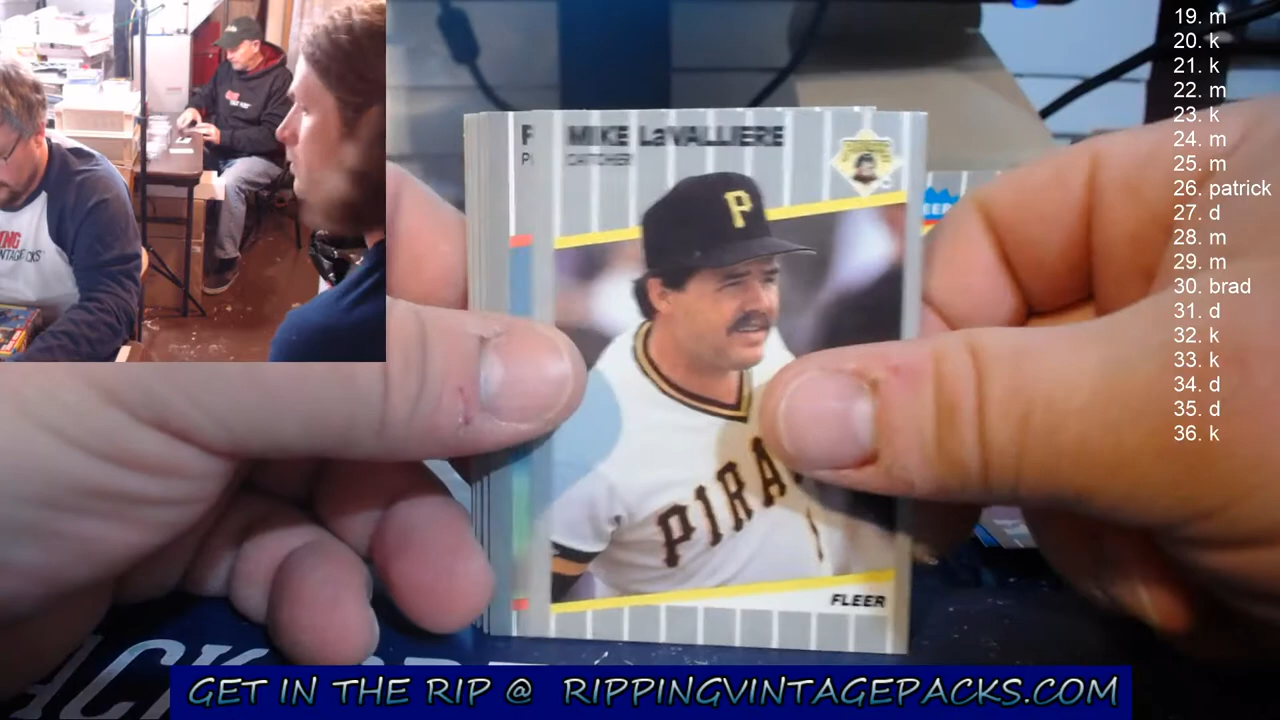 MIKE LaVALLIERE
CATCHER
P
P
PIRA
FLEER
19. m
20. k
21. k
22. m
23. k
24. m
25. m
26. patrick
27. d
28. m
29. m
30. brad
31. d
32. k
33. k
34. d
35. d
36. k
GET IN THE RIP @ RIPPINGVINTAGEPACKS.COM